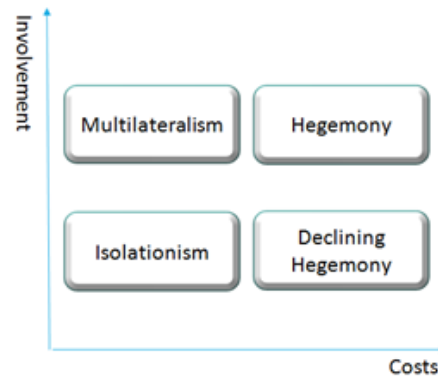 Involvement
Multilateralism
Hegemony
Isolationism
Declining
Hegemony
Costs